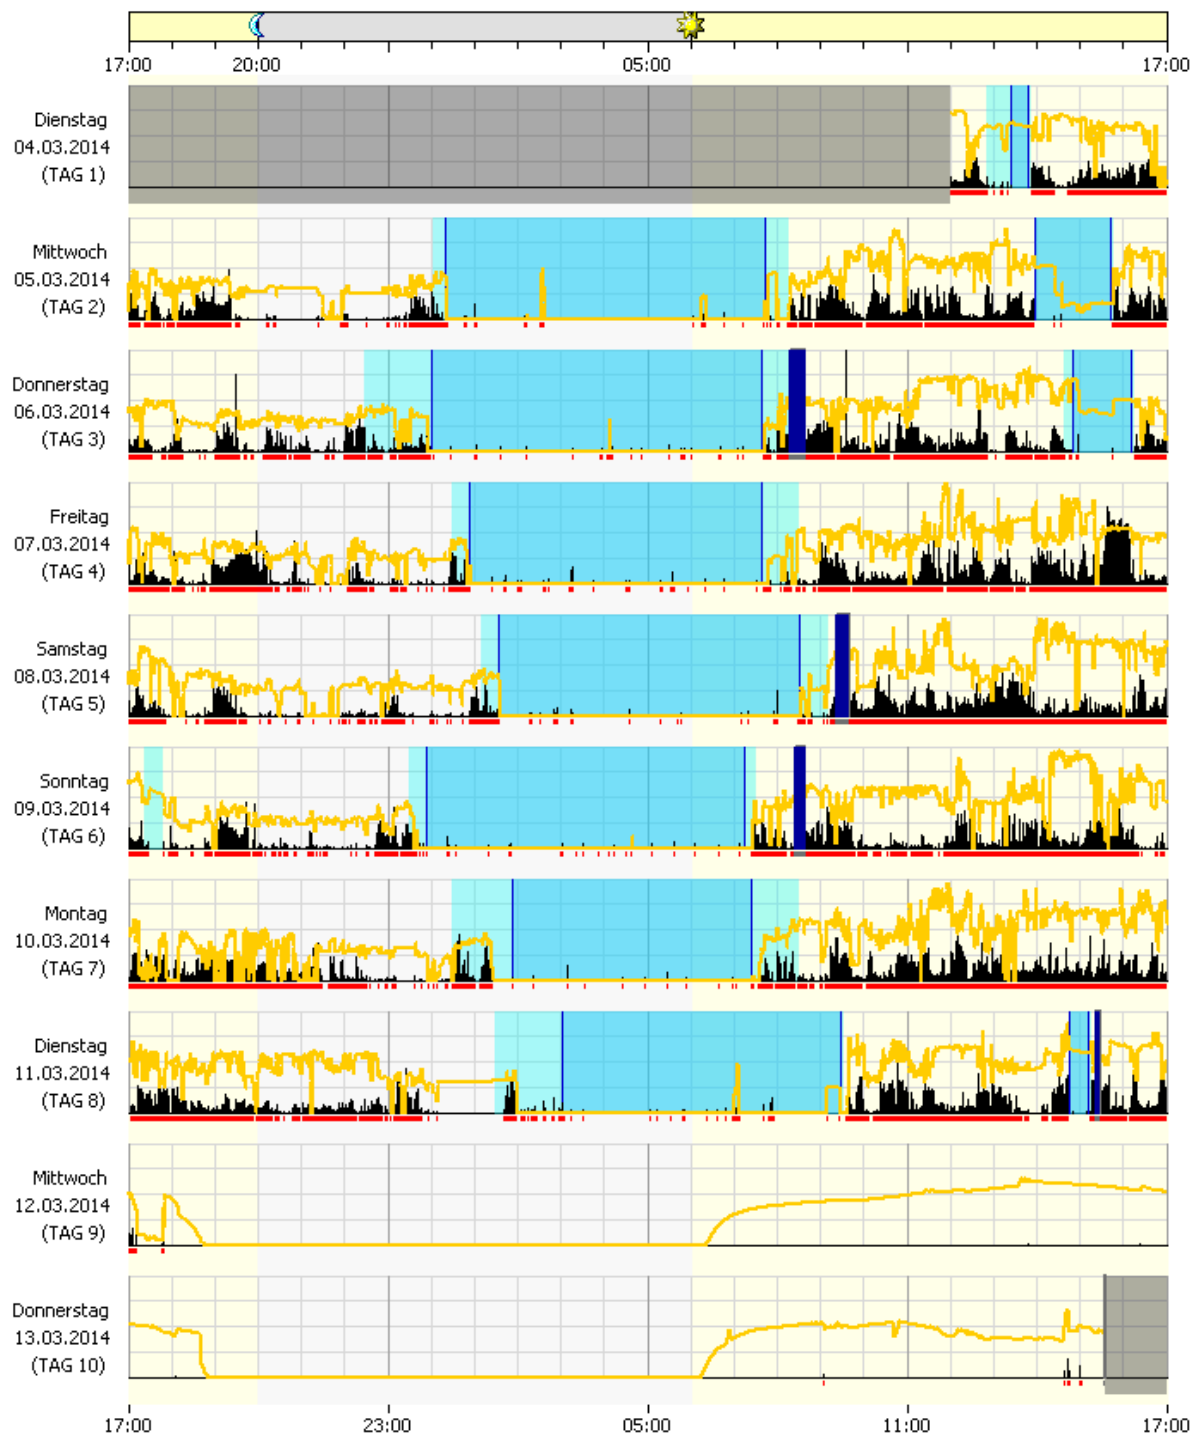 17:00 20:00 05:00 17:00
Dienstag
04.03.2014
(TAG 1)
Mittwoch
05.03.2014
(TAG 2)
Donnerstag
06.03.2014
(TAG 3)
Freitag
07.03.2014
(TAG 4)
Samstag
08.03.2014
(TAG 5)
Sonntag
09.03.2014
(TAG 6)
Montag
10.03.2014
(TAG 7)
Dienstag
11.03.2014
(TAG 8)
Mittwoch
12.03.2014
(TAG 9)
Donnerstag
13.03.2014
(TAG 10)
17:00 23:00 05:00 11:00 17:00